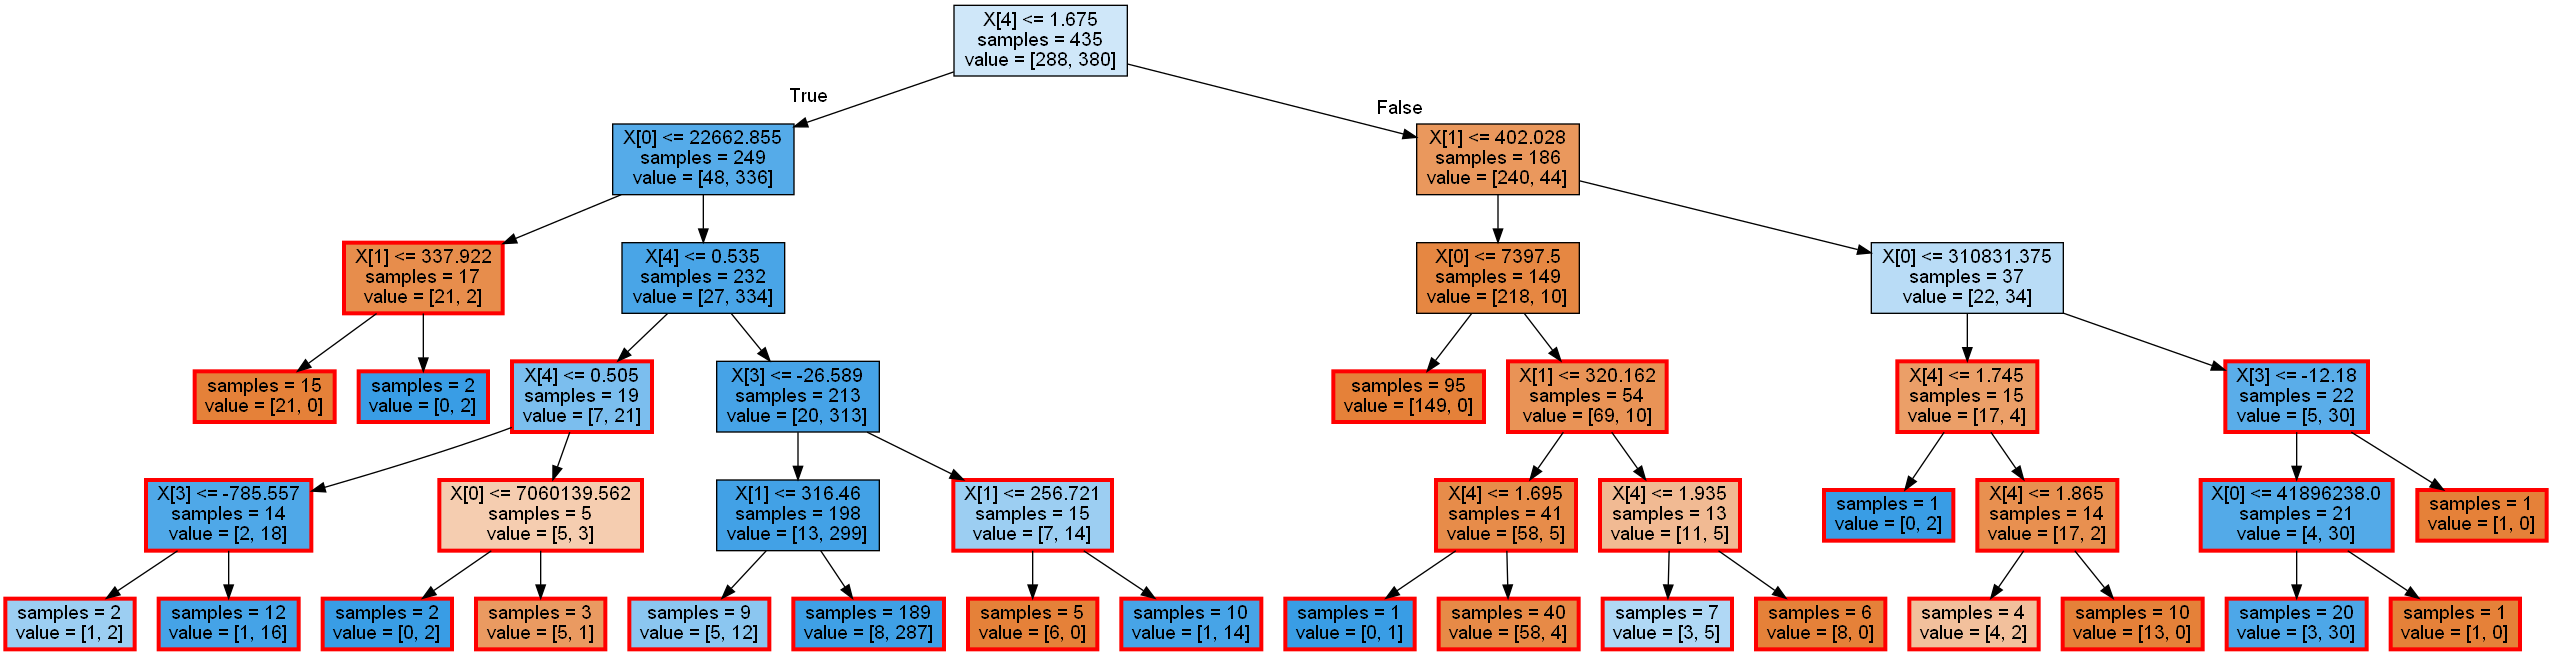 X[4] <= 1.675
samples = 435
value = [288, 380]
True
False
X[0] <= 22662.855
samples = 249
value = [48, 336]
X[1] <= 402.028
samples = 186
value = [240, 44]
X[1] <= 337.922
samples = 17
value = [21, 2]
X[4] <= 0.535
samples = 232
value = [27, 334]
X[0] <= 7397.5
samples = 149
value = [218, 10]
X[0] <= 310831.375
samples = 37
value = [22, 34]
samples = 15
value = [21, 0]
samples = 2
value = [0, 2]
X[4] <= 0.505
samples = 19
value = [7, 21]
X[3] <= -26.589
samples = 213
value = [20, 313]
samples = 95
value = [149, 0]
X[1] <= 320.162
samples = 54
value = [69, 10]
X[4] <= 1.745
samples = 15
value = [17, 4]
X[3] <= -12.18
samples = 22
value = [5, 30]
X[3] <= -785.557
samples = 14
value = [2, 18]
X[0] <= 7060139.562
samples = 5
value = [5, 3]
X[1] <= 316.46
samples = 198
value = [13, 299]
X[1] <= 256.721
samples = 15
value = [7, 14]
X[4] <= 1.695
samples = 41
value = [58, 5]
X[4] <= 1.935
samples = 13
value = [11, 5]
samples = 1
value = [0, 2]
X[4] <= 1.865
samples = 14
value = [17, 2]
X[0] <= 41896238.0
samples = 21
value = [4, 30]
samples = 1
value = [1, 0]
samples = 2
value = [1, 2]
samples = 12
value = [1, 16]
samples = 2
value = [0, 2]
samples = 3
value = [5, 1]
samples = 9
value = [5, 12]
samples = 189
value = [8, 287]
samples = 5
value = [6, 0]
samples = 10
value = [1, 14]
samples = 1
value = [0, 1]
samples = 40
value = [58, 4]
samples = 7
value = [3, 5]
samples = 6
value = [8, 0]
samples = 4
value = [4, 2]
samples = 10
value = [13, 0]
samples = 20
value = [3, 30]
samples = 1
value = [1, 0]